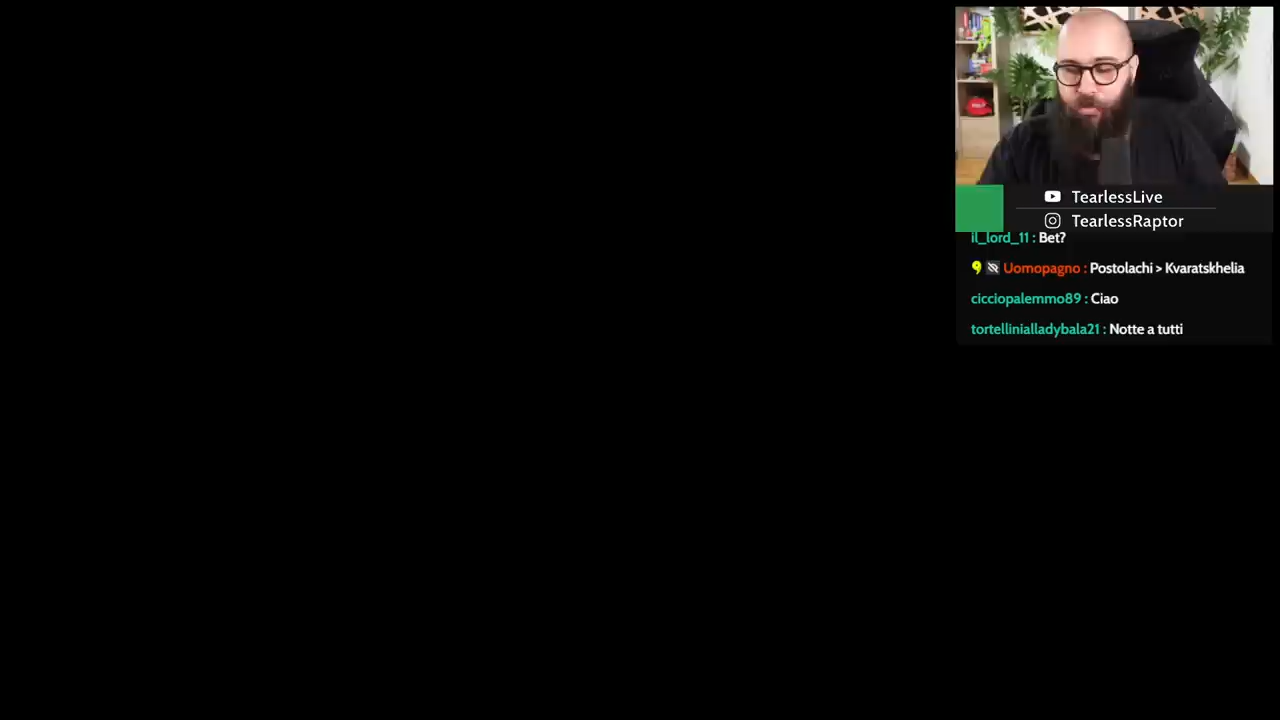 TearlessLive
TearlessRaptor
il_lord_11 : Bet?
Uomopagno : Postolachi > Kvaratskhelia
cicciopalemmo89 : Ciao
tortellinialladybala21 : Notte a tutti